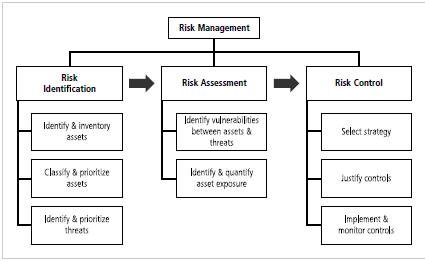 Risk Management
Risk
Identification
Risk Assessment
Risk Control
Identify & inventory
assets
Classify & prioritize
assets
Identify & prioritize
threats
Identify vulnerabilities
between assets &
threats
Identify & quantify
asset exposure
Select strategy
Justify controls
Implement &
monitor controls